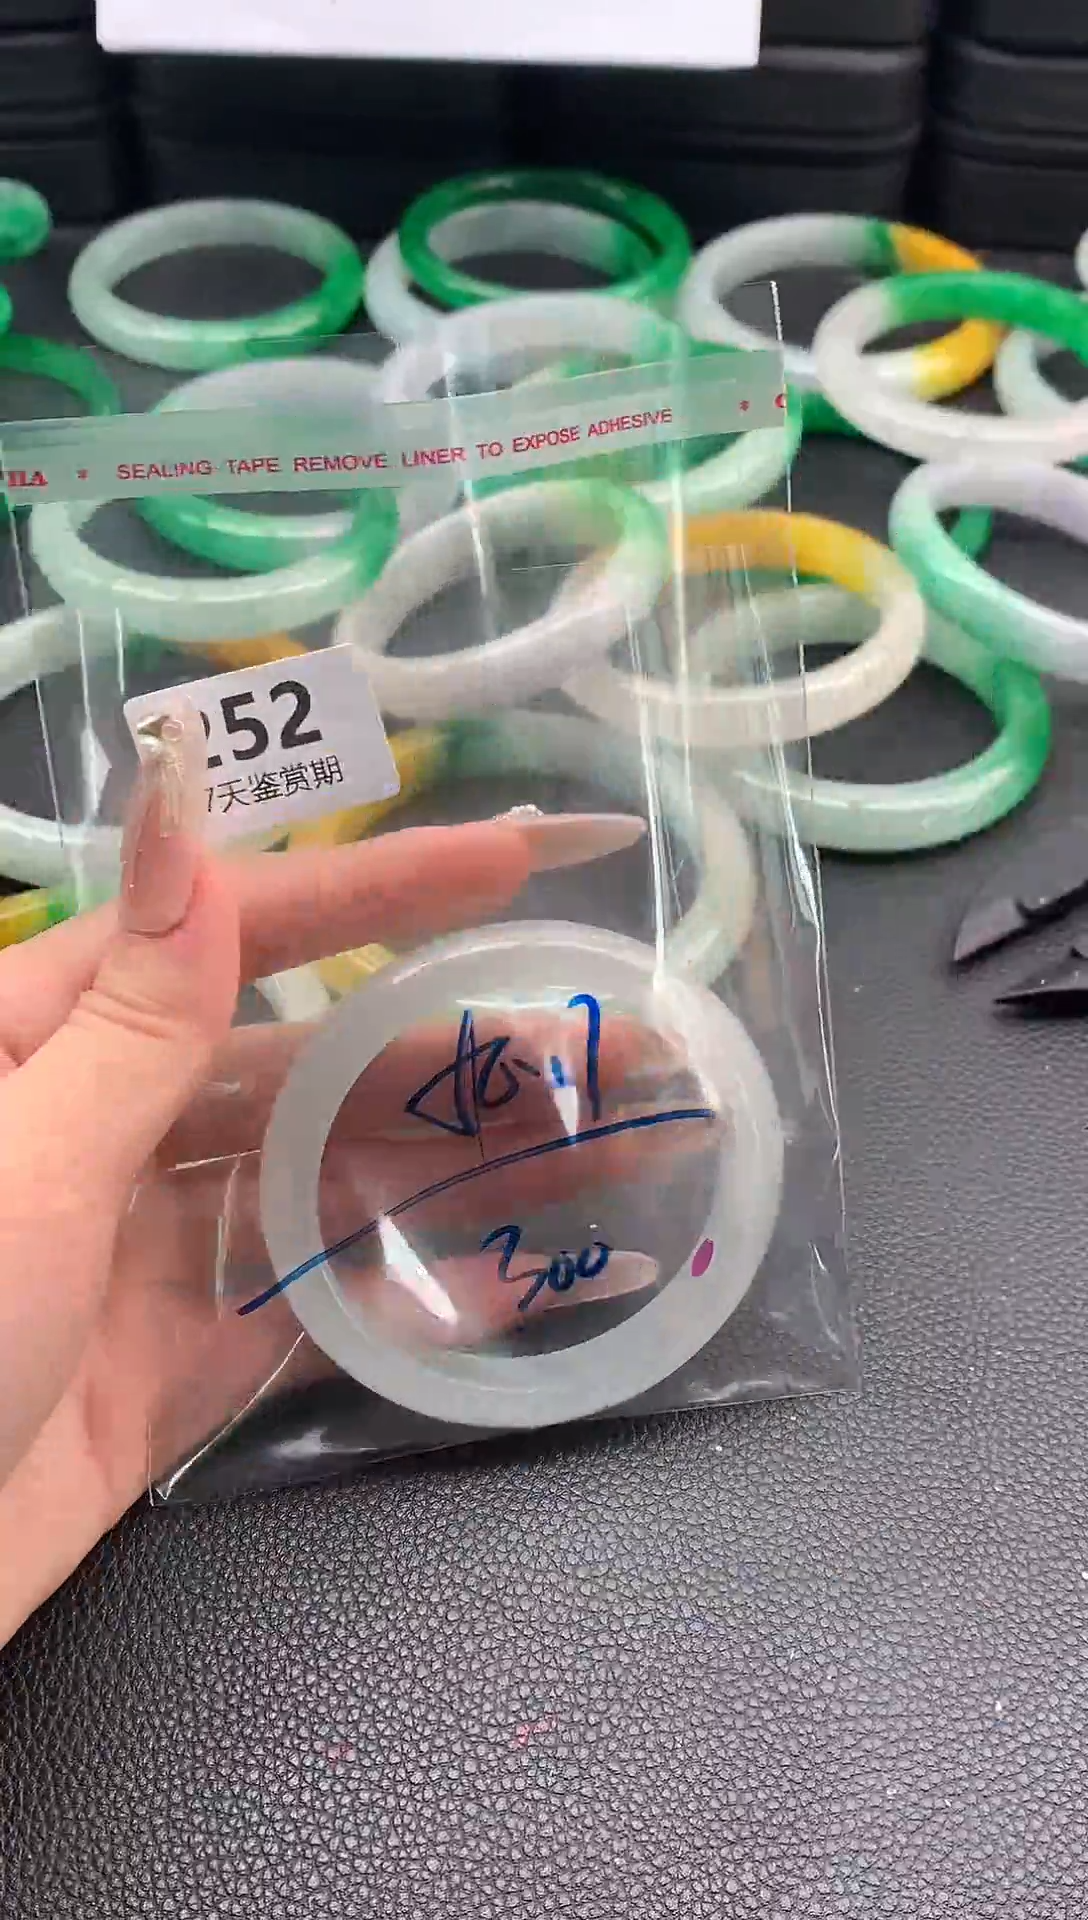 * SEALING TAPE REMOVE LINER TO EXPOSE ADHESIVE *
252
7天鉴赏期
300